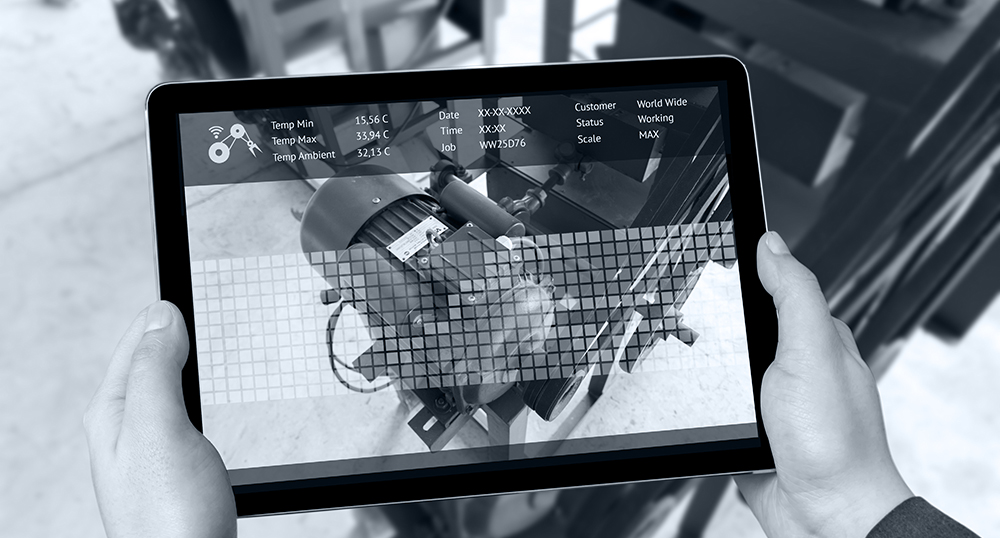 Temp Min 15,56 C
Temp Max 33,94 C
Temp Ambient 32,13 C
Date XX-XX-XXXX
Time XX:XX
Job WW25D76
Customer World Wide
Status Working
Scale MAX